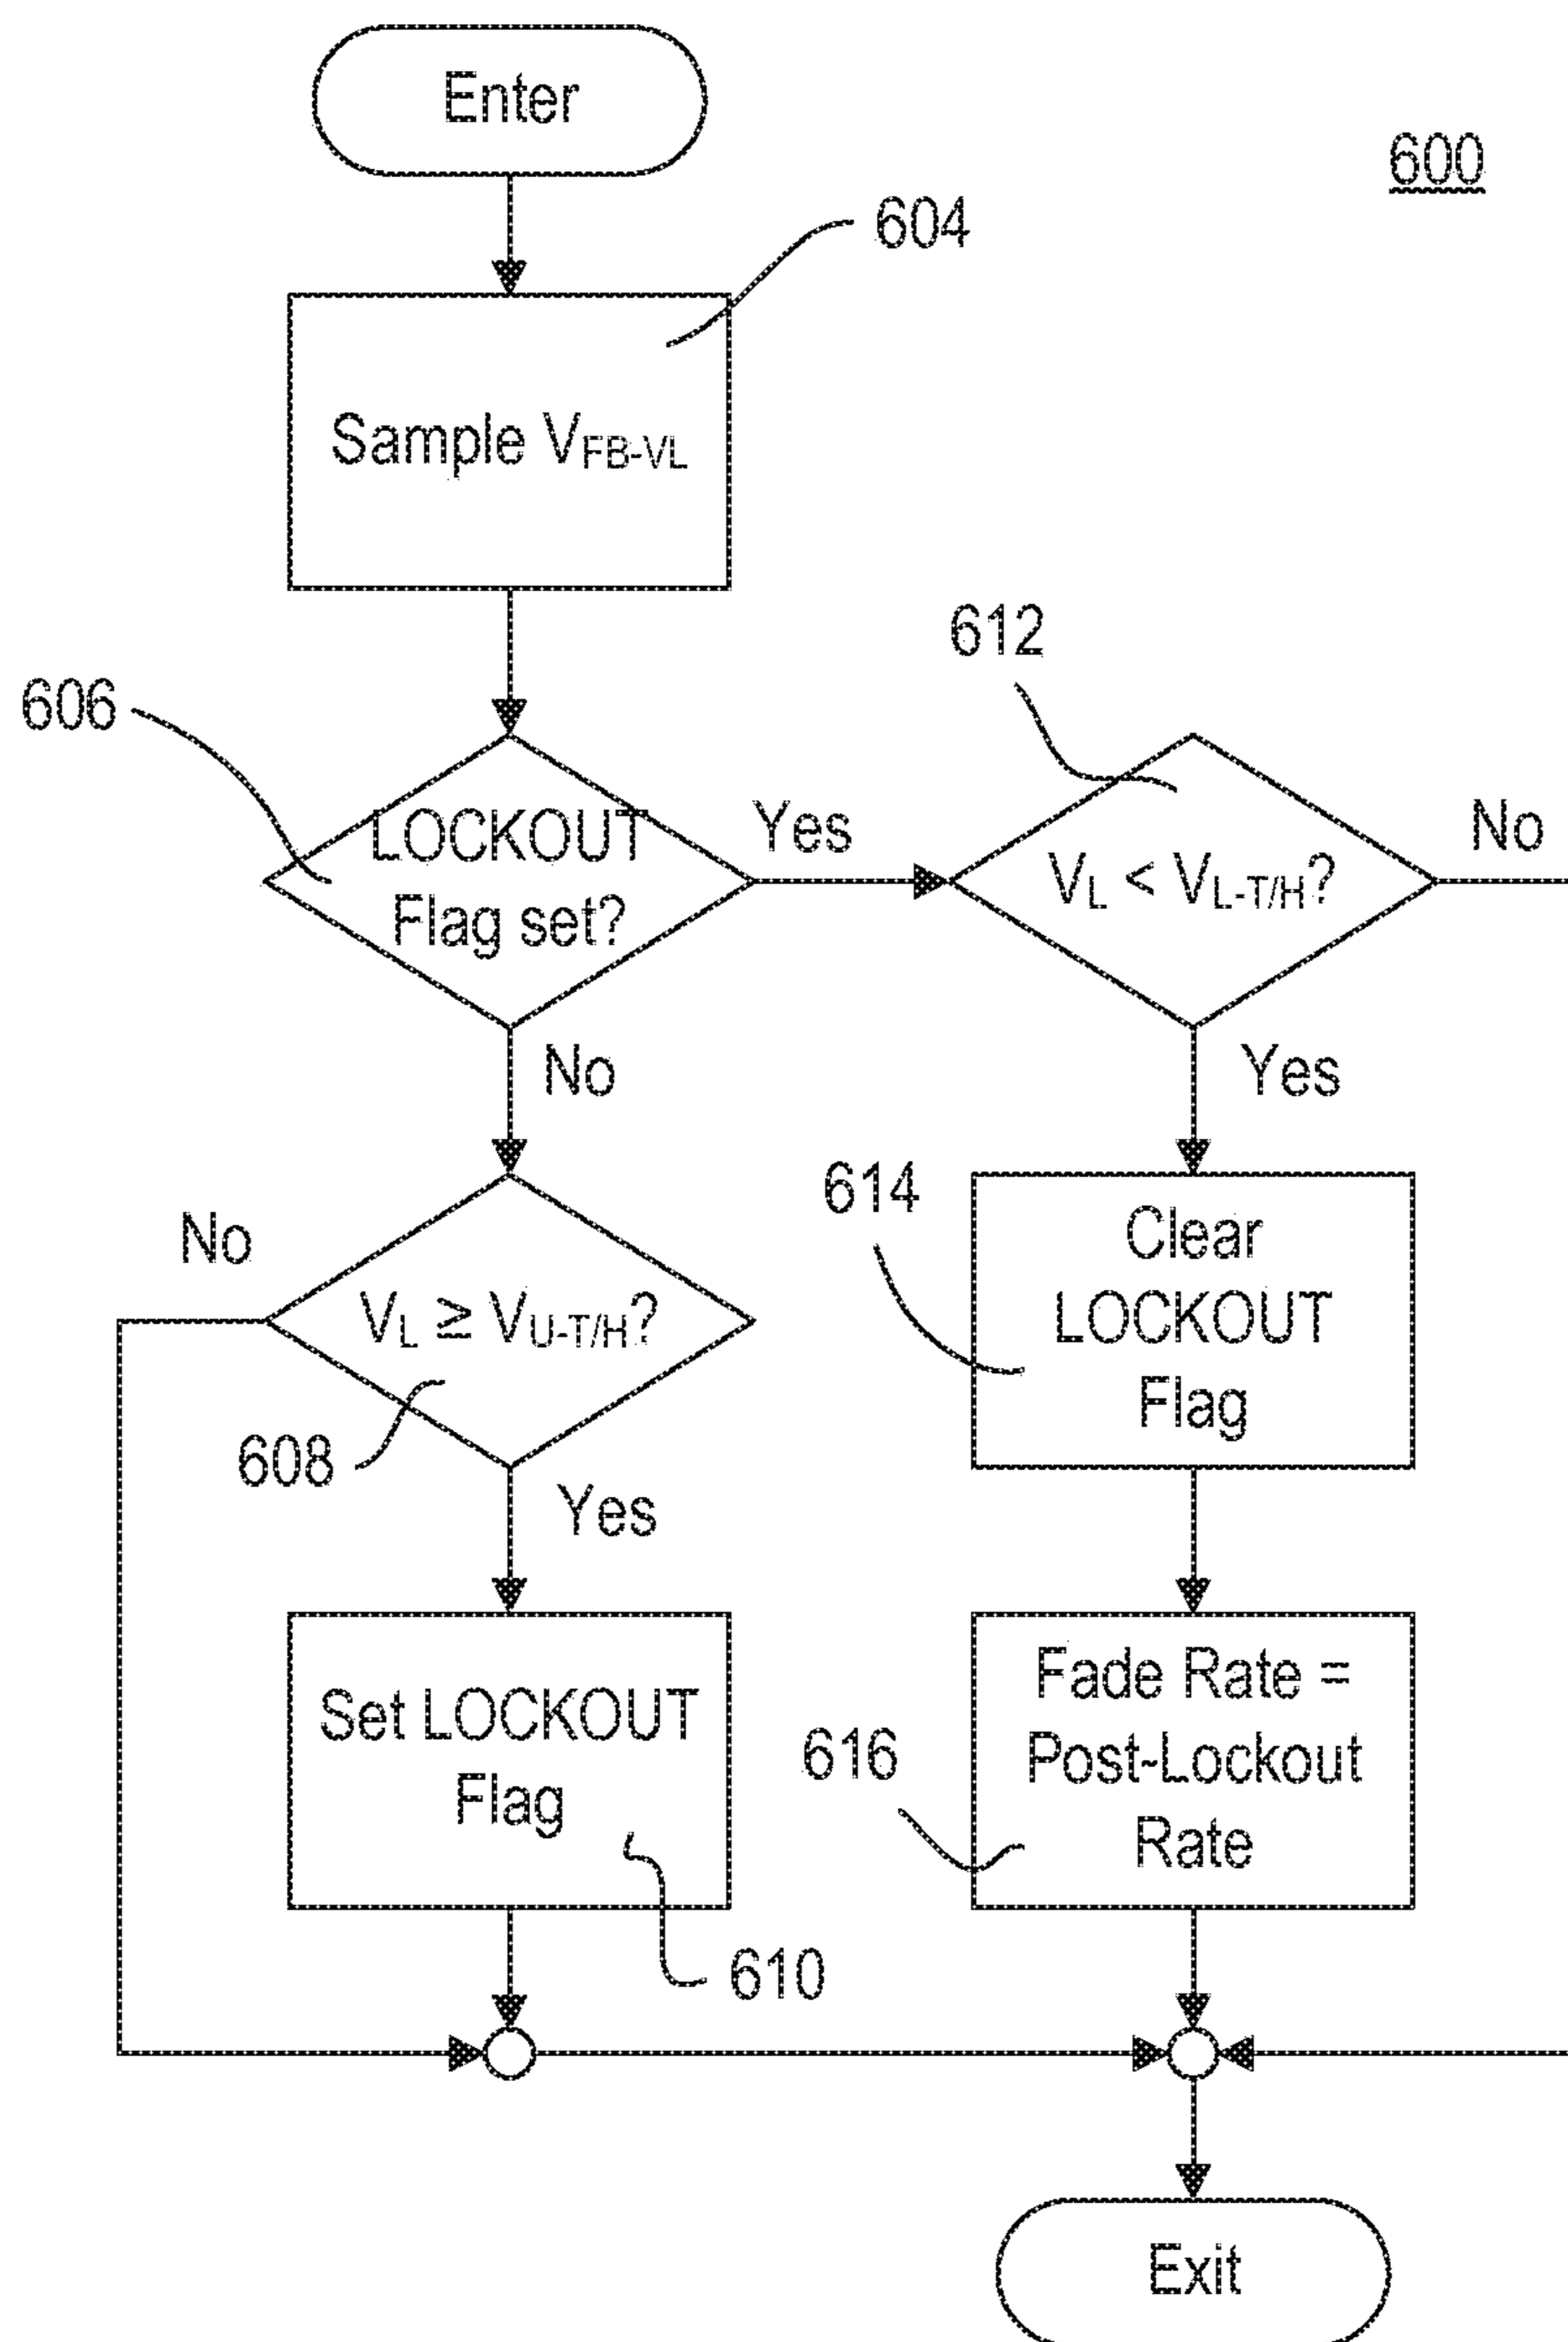 Enter
600
604
Sample VFB-VL
612
606
LOCKOUT
Flag set?
Yes
VL < VL-T/H?
No
No
Yes
614
Clear
LOCKOUT
Flag
No
VL ≥ VU-T/H?
608
Yes
Set LOCKOUT
Flag
616
Fade Rate =
Post-Lockout
Rate
610
Exit